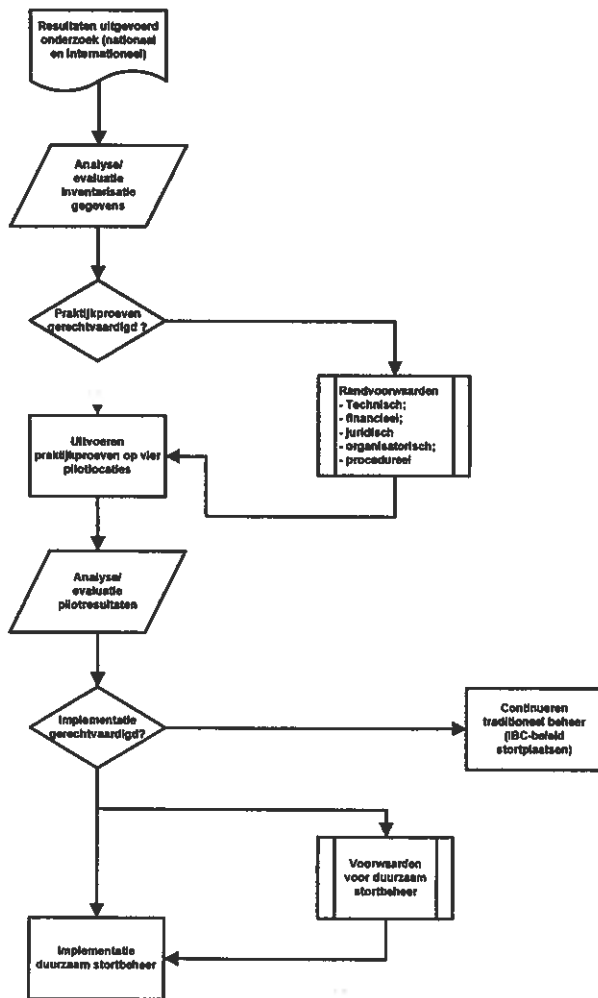 Resultaten uitgevoerd
onderzoek (nationaal
en internationeel)
Analyse/
evaluatie
inventarisatie
gegevens
Praktijkproeven
gerechtvaardigd ?
Randvoorwaarden
- Technisch;
- financieel;
- juridisch
- organisatorisch;
- procedureel
Uitvoeren
praktijkproeven op vier
pilotlocaties
Analyse/
evaluatie
pilotresultaten
Implementatie
gerechtvaardigd?
Continueren
traditioneel beheer
(IBC-beleid
stortplaatsen)
Voorwaarden
voor duurzaam
stortbeheer
Implementatie
duurzaam stortbeheer